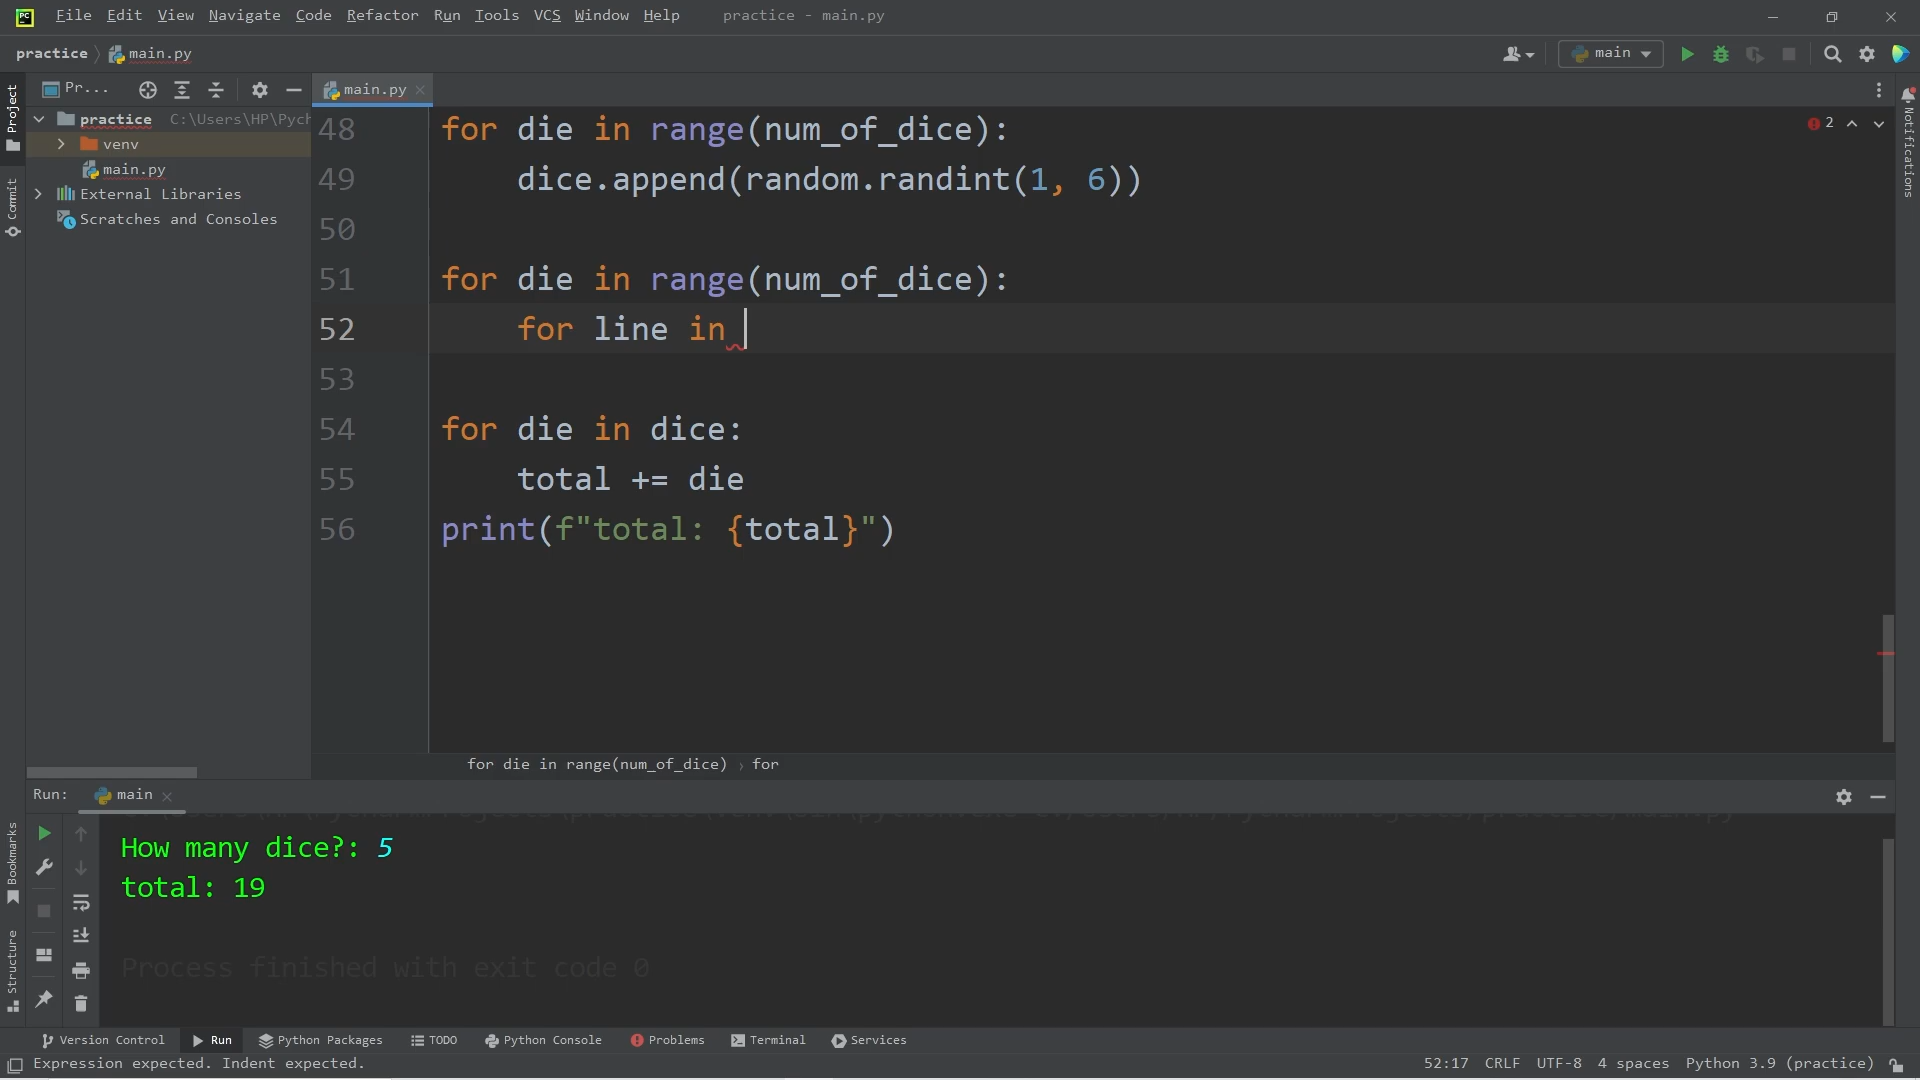 File Edit View Navigate Code Refactor Run Tools VCS Window Help practice - main.py
practice main.py main
Pr... main.py
Project
Commit
Bookmarks
Structure
Notifications
practice C:\Users\HP\Pych
venv
main.py
External Libraries
Scratches and Consoles
2
48 for die in range(num_of_dice):
49     dice.append(random.randint(1, 6))
50
51 for die in range(num_of_dice):
52     for line in
53
54 for die in dice:
55     total += die
56 print(f"total: {total}")
for die in range(num_of_dice) › for
Run: main
How many dice?: 5
total: 19
Process finished with exit code 0
Version Control Run Python Packages TODO Python Console Problems Terminal Services
Expression expected. Indent expected. 52:17 CRLF UTF-8 4 spaces Python 3.9 (practice)